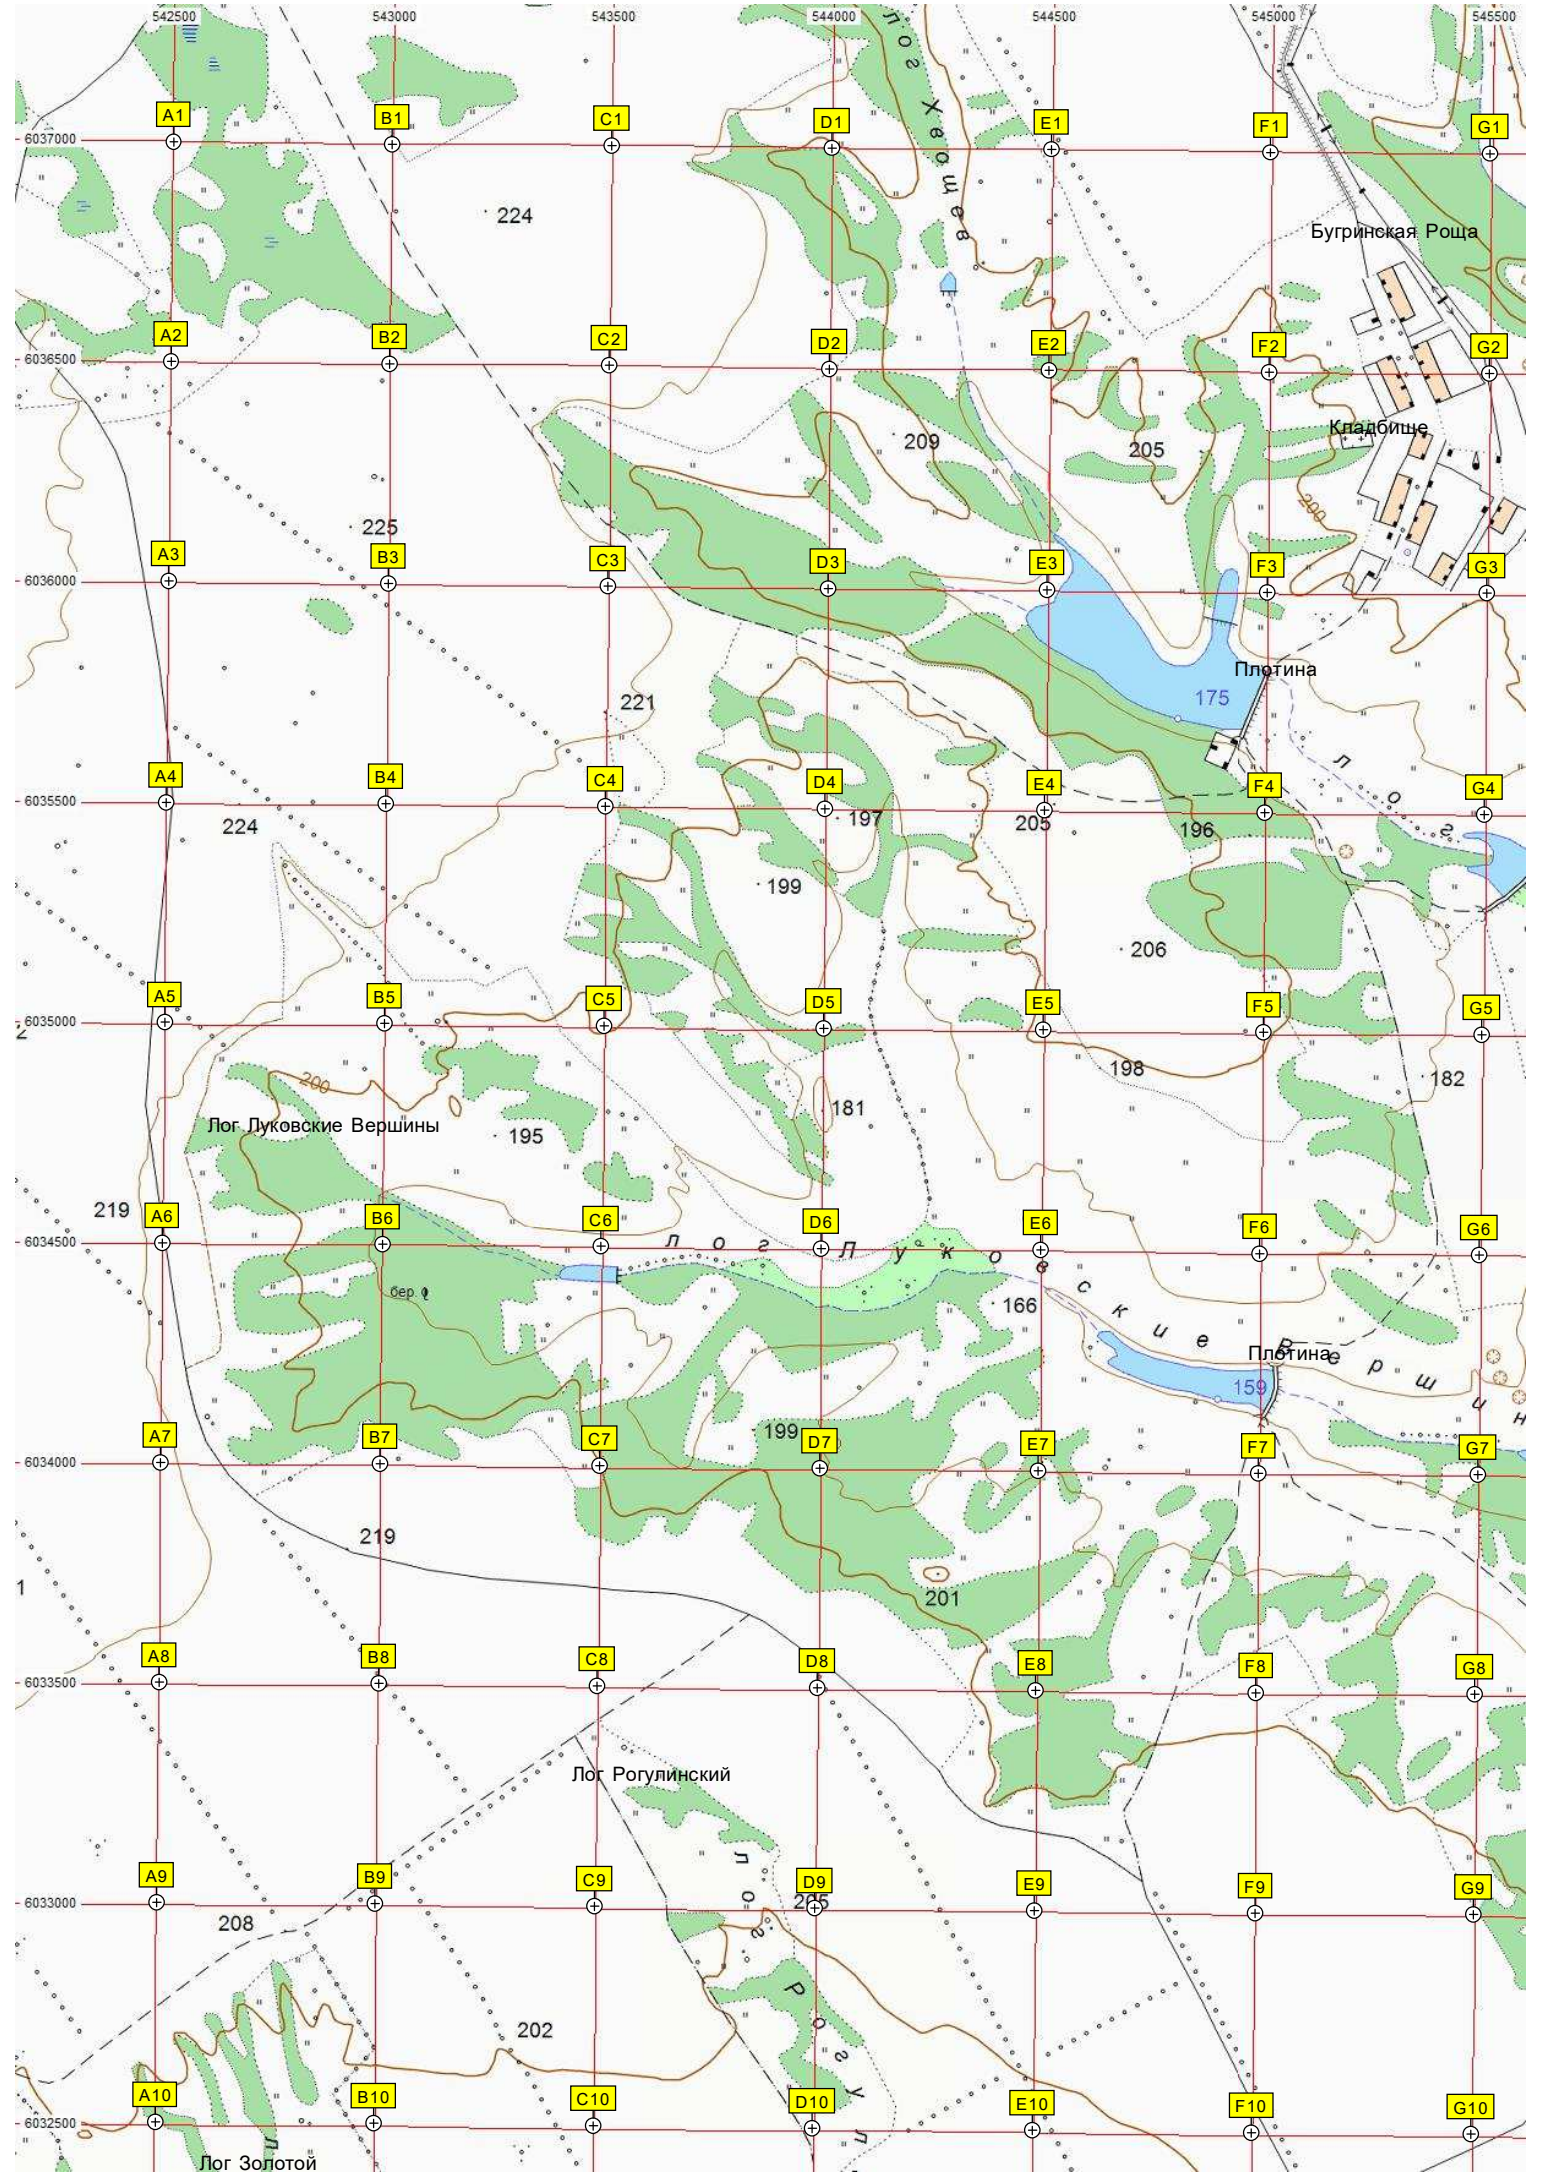 542500 543000 543500 544000 544500 545000 545500
лог Хвощев
A1 B1 C1 D1 E1 F1 G1
6037000
224
Бугринская Роща
A2 B2 C2 D2 E2 F2 G2
6036500
209 205 Кладбище
200
225
A3 B3 C3 D3 E3 F3 G3
6036000
Плотина
221 175
лог
A4 B4 C4 D4 E4 F4 G4
6035500
224 197 205 196
199
206
A5 B5 C5 D5 E5 F5 G5
6035000
2
200 198 182
181
Лог Луковские Вершины
195
219
A6 B6 C6 D6 E6 F6 G6
6034500
лог Луковские Вершин
бер.
166
Плотина
159
199
A7 B7 C7 D7 E7 F7 G7
6034000
219
1
201
A8 B8 C8 D8 E8 F8 G8
6033500
Лог Рогулинский
A9 B9 C9 D9 E9 F9 G9
6033000
лог Рогул
208 205
202
A10 B10 C10 D10 E10 F10 G10
6032500
л
Лог Золотой